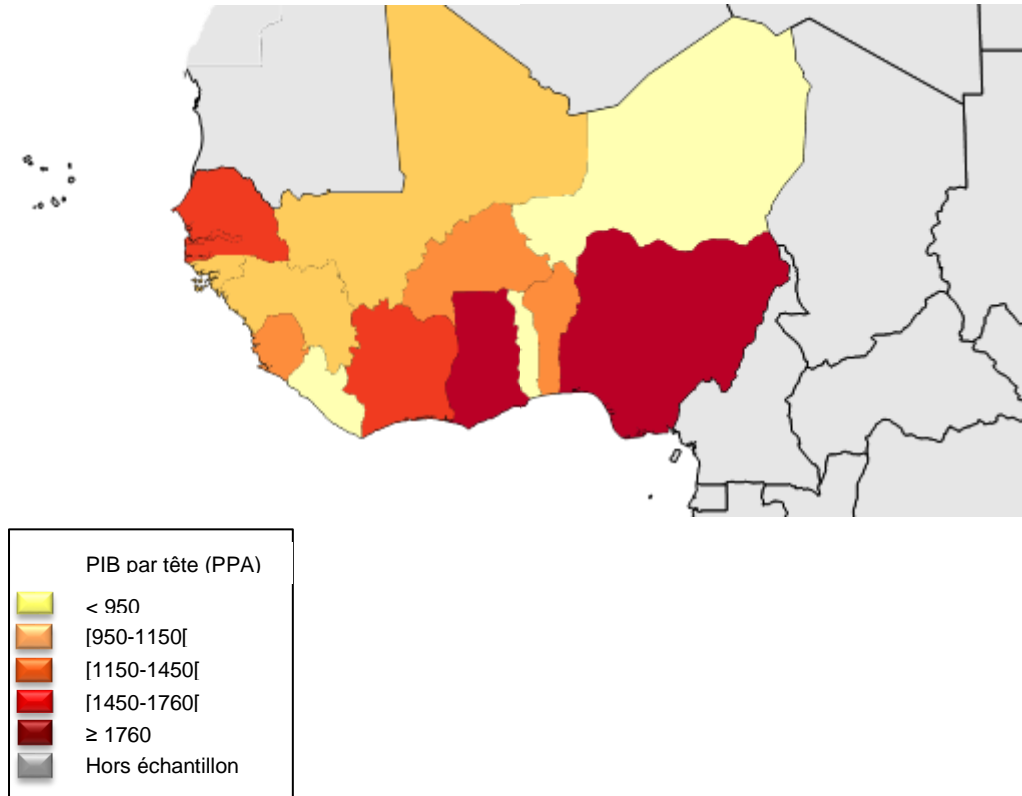 PIB par tête (PPA)
< 950
[950-1150[
[1150-1450[
[1450-1760[
≥ 1760
Hors échantillon